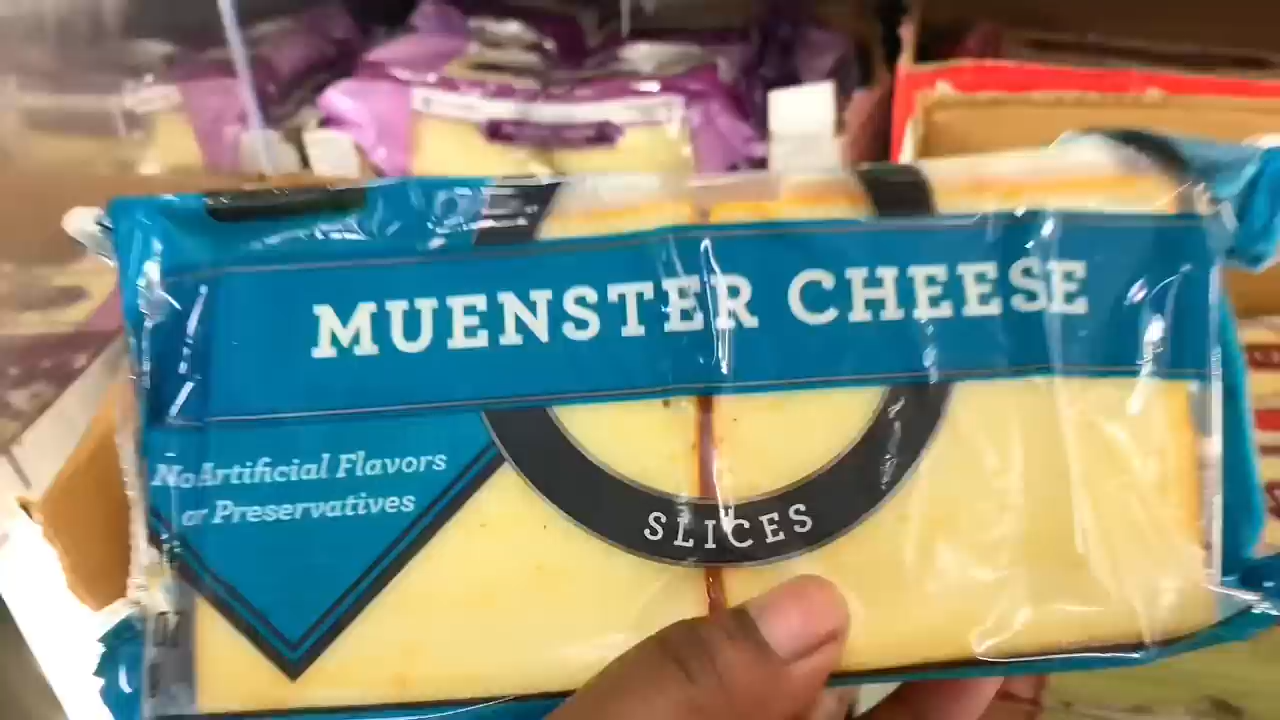 MUENSTER CHEESE
No Artificial Flavors
or Preservatives
SLICES